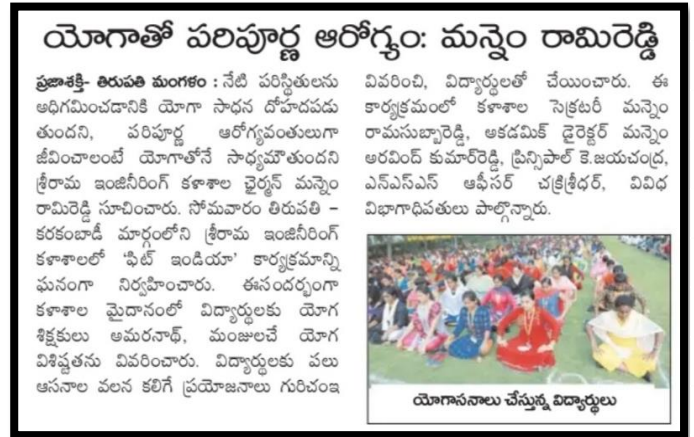 యోగాతో పరిపూర్ణ ఆరోగ్యం: మన్నెం రామిరెడ్డి
ప్రజాశక్తి- తిరుపతి మంగళం : నేటి పరిస్థితులను
అధిగమించడానికి యోగా సాధన దోహదపడు
తుందని, పరిపూర్ణ ఆరోగ్యవంతులుగా
జీవించాలంటే యోగాతోనే సాధ్యమౌతుందని
శ్రీరామ ఇంజినీరింగ్ కళాశాల ఛైర్మన్ మన్నెం
రామిరెడ్డి సూచించారు. సోమవారం తిరుపతి –
కరకంబాడీ మార్గంలోని శ్రీరామ ఇంజినీరింగ్
కళాశాలలో 'ఫిట్ ఇండియా' కార్యక్రమాన్ని
ఘనంగా నిర్వహించారు. ఈసందర్భంగా
కళాశాల మైదానంలో విద్యార్థులకు యోగ
శిక్షకులు అమరనాథ్, మంజులచే యోగ
విశిష్టతను వివరించారు. విద్యార్థులకు పలు
ఆసనాల వలన కలిగే ప్రయోజనాలు గురించిఇ
వివరించి, విద్యార్థులతో చేయించారు. ఈ
కార్యక్రమంలో కళాశాల సెక్రటరీ మన్నెం
రామసుబ్బారెడ్డి, అకడమిక్ డైరెక్టర్ మన్నెం
అరవింద్ కుమార్‌రెడ్డి, ప్రిన్సిపాల్ కె.జయచంద్ర,
ఎన్ఎస్ఎస్ ఆఫీసర్ చక్రిశ్రీధర్, వివిధ
విభాగాధిపతులు పాల్గొన్నారు.
యోగాసనాలు చేస్తున్న విద్యార్థులు